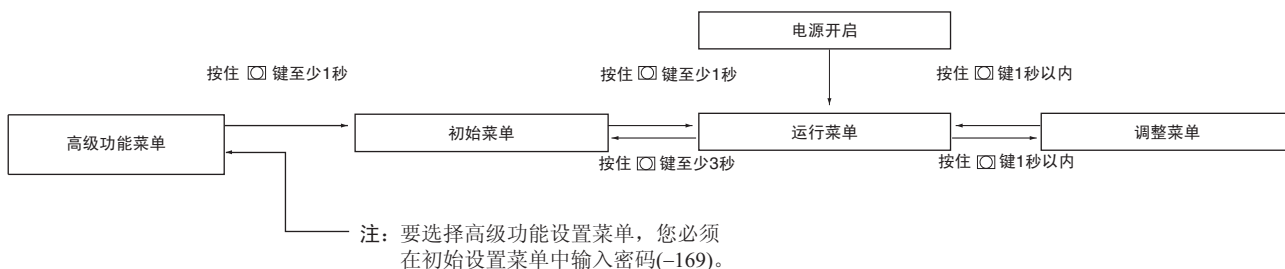 电源开启
按住 键至少1秒
按住 键至少1秒
按住 键1秒以内
高级功能菜单
初始菜单
运行菜单
调整菜单
按住 键至少3秒
按住 键1秒以内
注：要选择高级功能设置菜单，您必须
在初始设置菜单中输入密码(–169)。